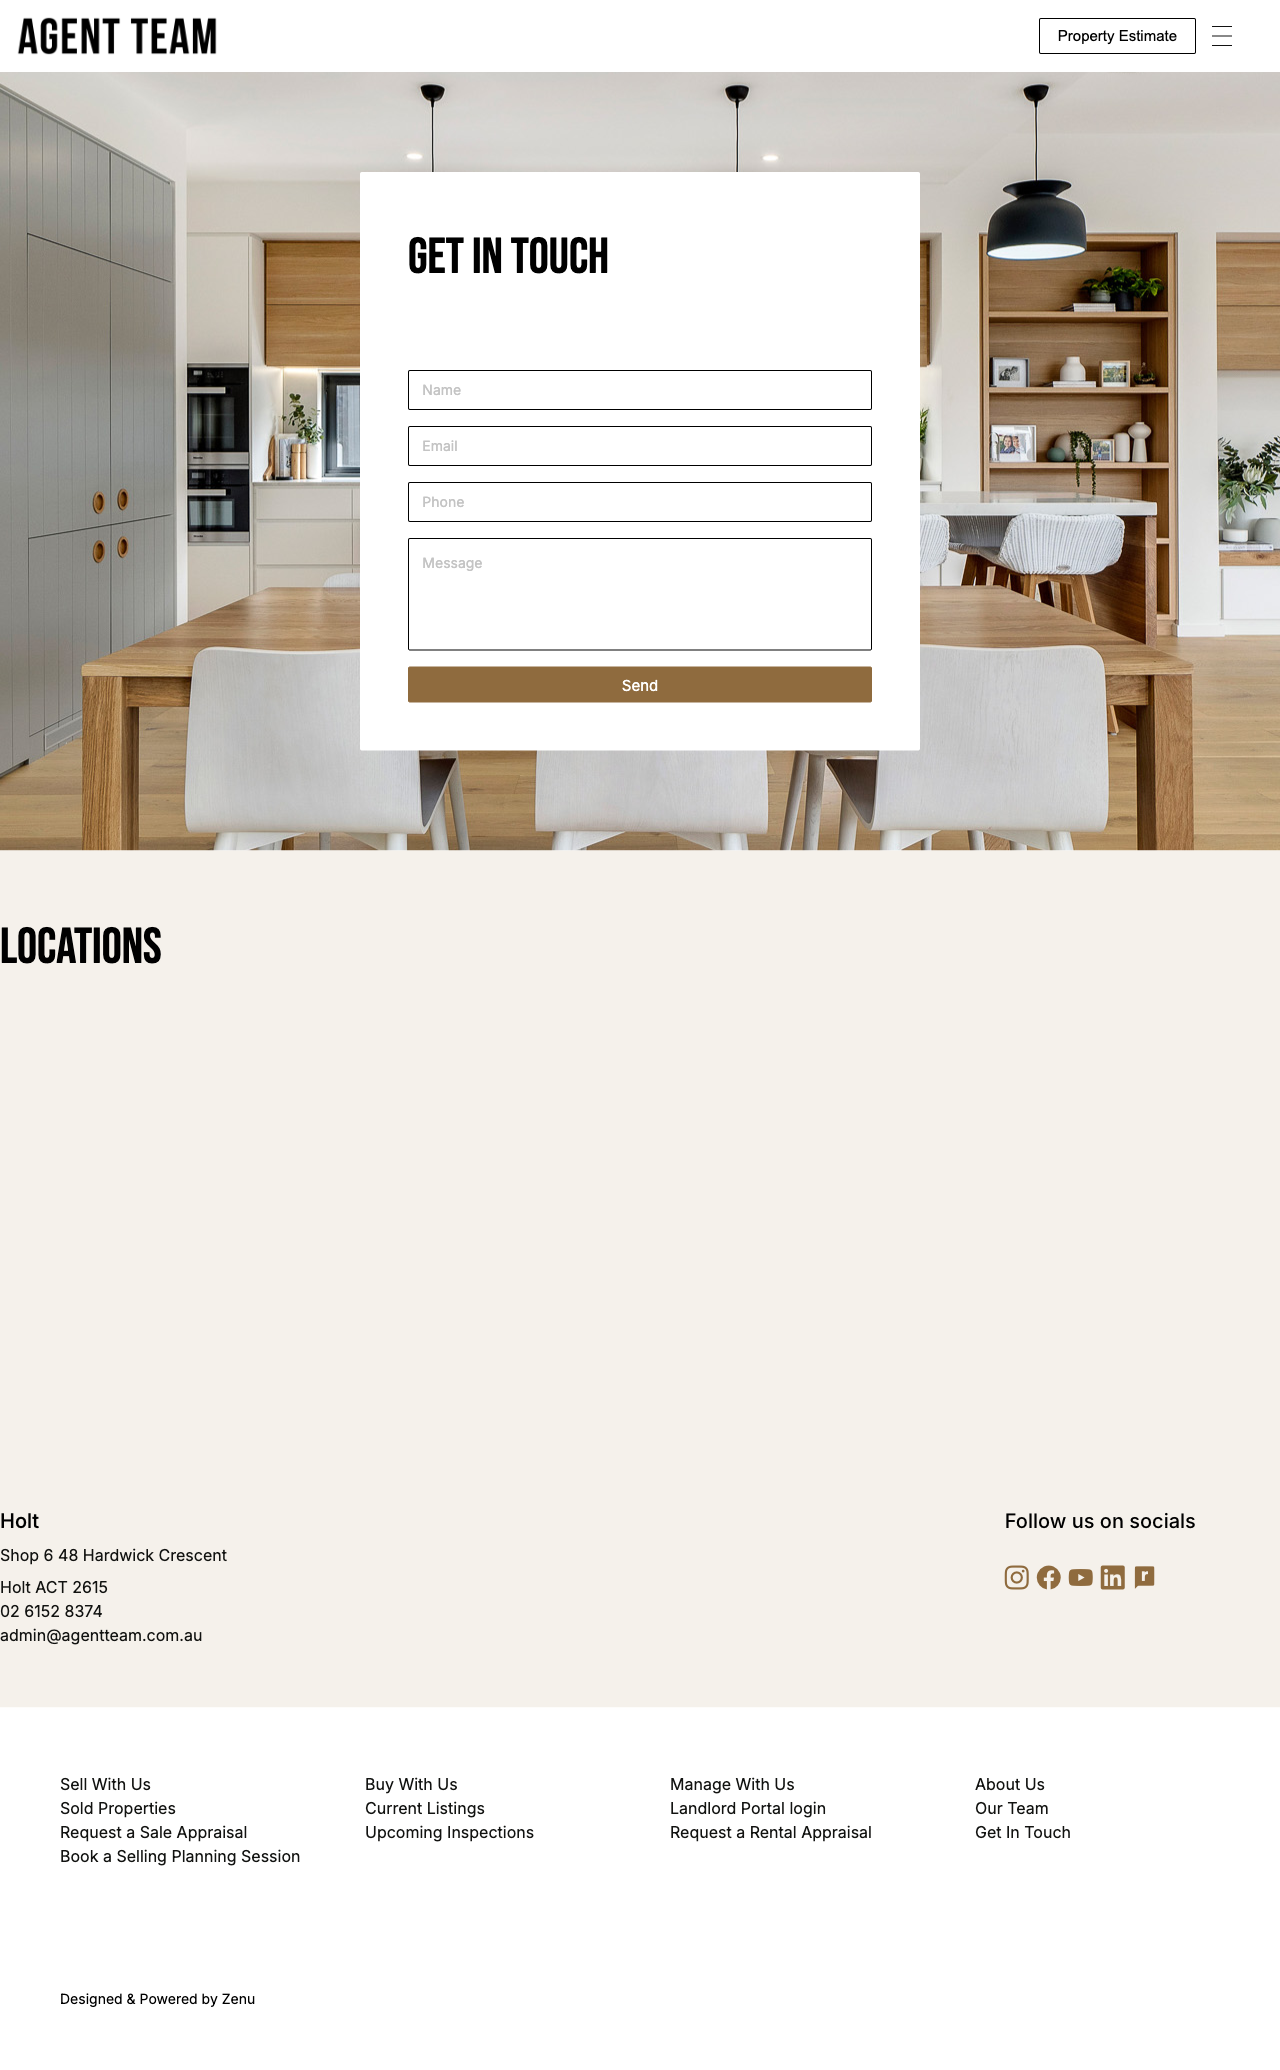 AGENT TEAM
Property Estimate
GET IN TOUCH
Name
Email
Phone
Message
Send
LOCATIONS
Holt
Shop 6 48 Hardwick Crescent
Holt ACT 2615
02 6152 8374
admin@agentteam.com.au
Follow us on socials
Sell With Us
Sold Properties
Request a Sale Appraisal
Book a Selling Planning Session
Buy With Us
Current Listings
Upcoming Inspections
Manage With Us
Landlord Portal login
Request a Rental Appraisal
About Us
Our Team
Get In Touch
Designed & Powered by Zenu